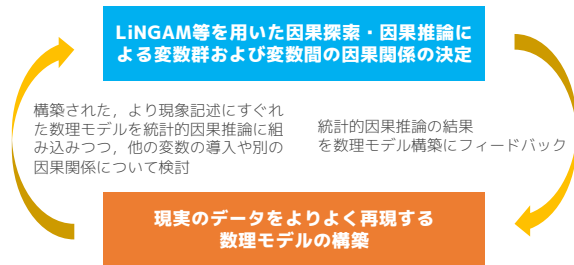 LiNGAM等を用いた因果探索・因果推論に
よる変数群および変数間の因果関係の決定
構築された，より現象記述にすぐれ
た数理モデルを統計的因果推論に組
み込みつつ，他の変数の導入や別の
因果関係について検討
統計的因果推論の結果
を数理モデル構築にフィードバック
現実のデータをよりよく再現する
数理モデルの構築